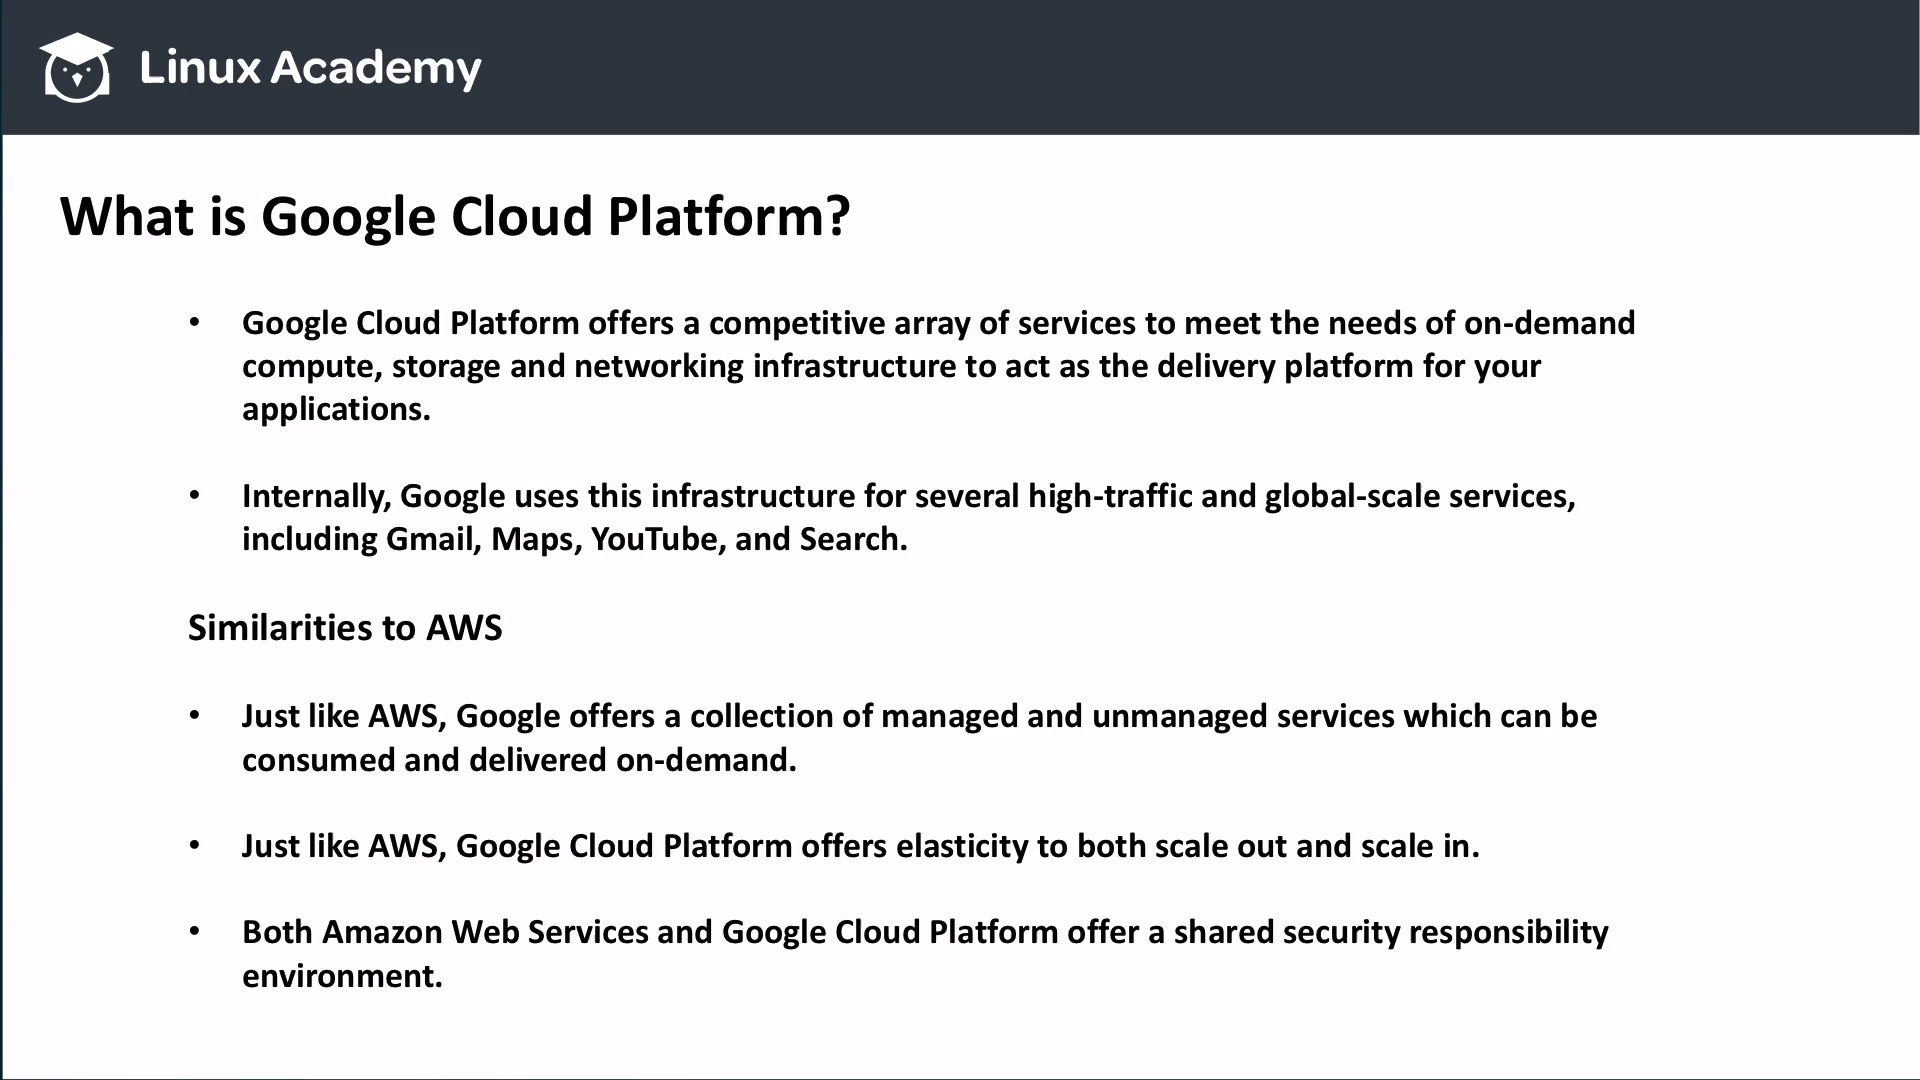 Linux Academy
What is Google Cloud Platform?
• Google Cloud Platform offers a competitive array of services to meet the needs of on-demand
compute, storage and networking infrastructure to act as the delivery platform for your
applications.
• Internally, Google uses this infrastructure for several high-traffic and global-scale services,
including Gmail, Maps, YouTube, and Search.
Similarities to AWS
• Just like AWS, Google offers a collection of managed and unmanaged services which can be
consumed and delivered on-demand.
• Just like AWS, Google Cloud Platform offers elasticity to both scale out and scale in.
• Both Amazon Web Services and Google Cloud Platform offer a shared security responsibility
environment.